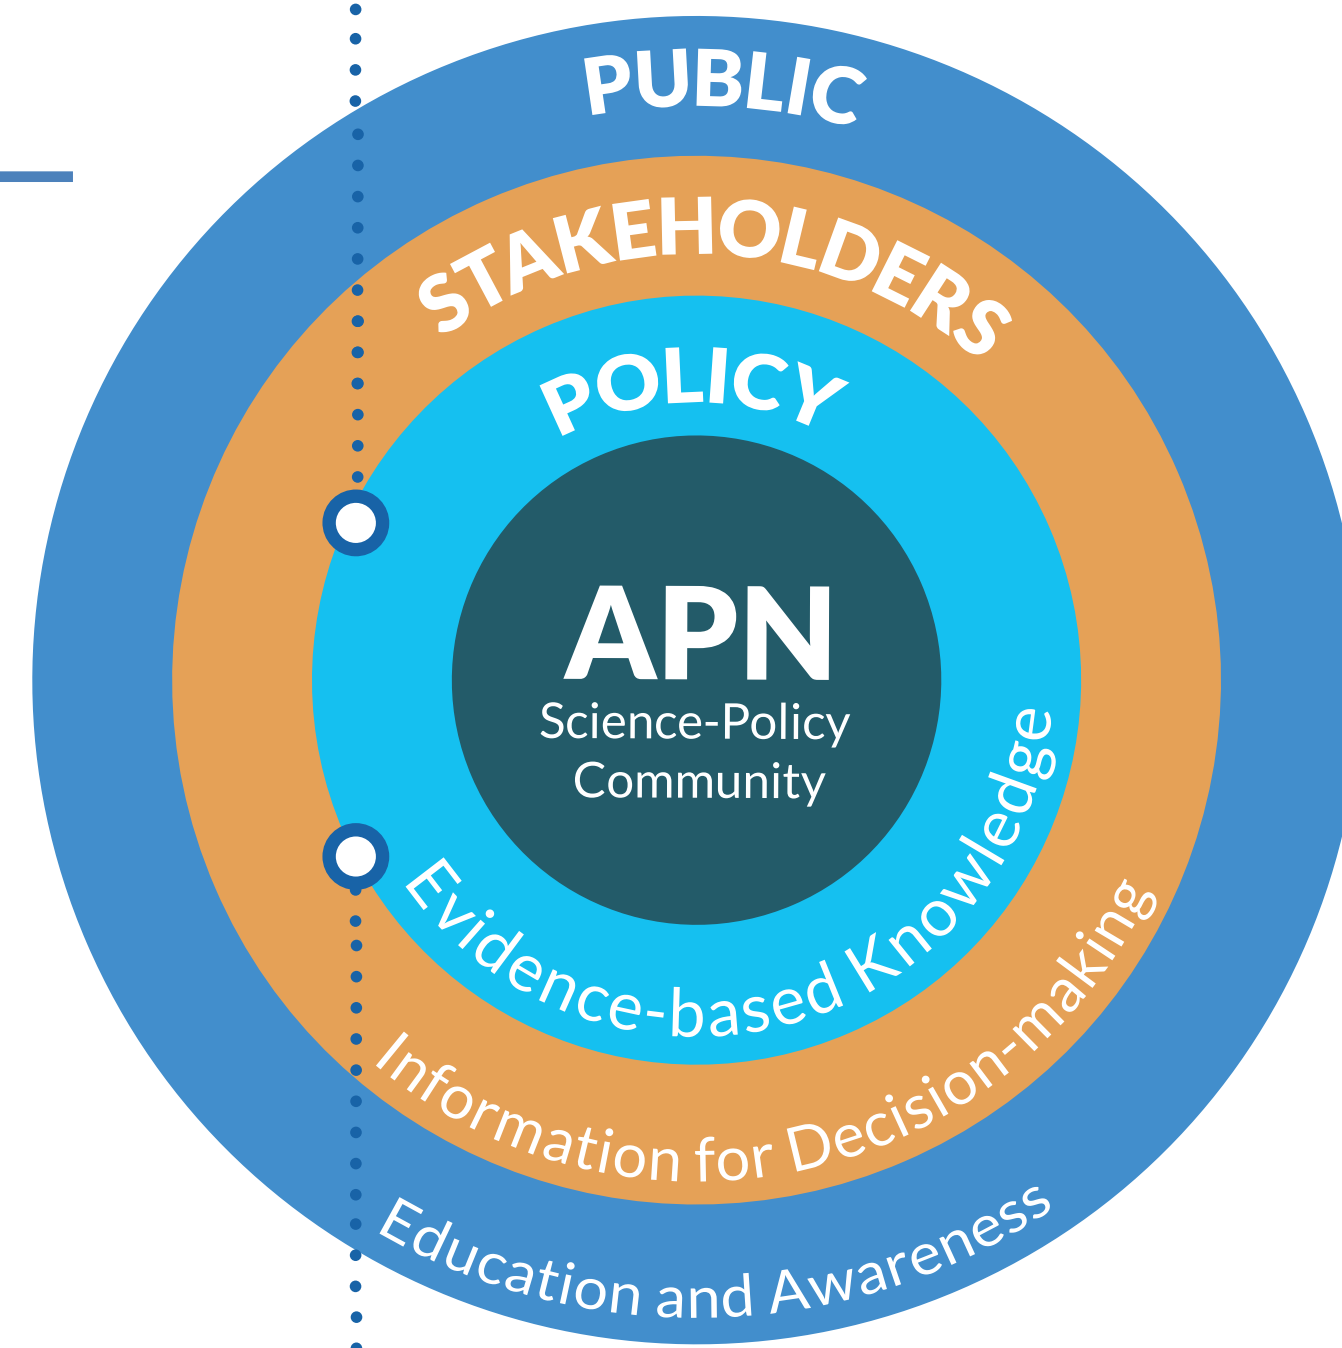 PUBLIC
STAKEHOLDERS
POLICY
APN
Science-Policy
Community
Evidence-based Knowledge
Information for Decision-making
Education and Awareness